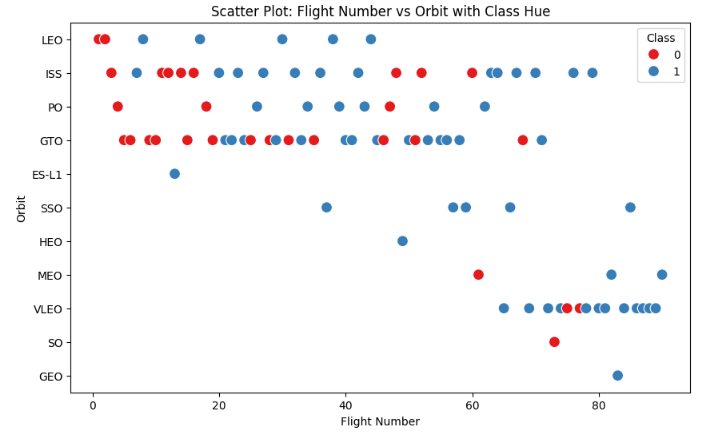 Scatter Plot: Flight Number vs Orbit with Class Hue
Class
0
1
Orbit
LEO
ISS
PO
GTO
ES-L1
SSO
HEO
MEO
VLEO
SO
GEO
0 20 40 60 80
Flight Number